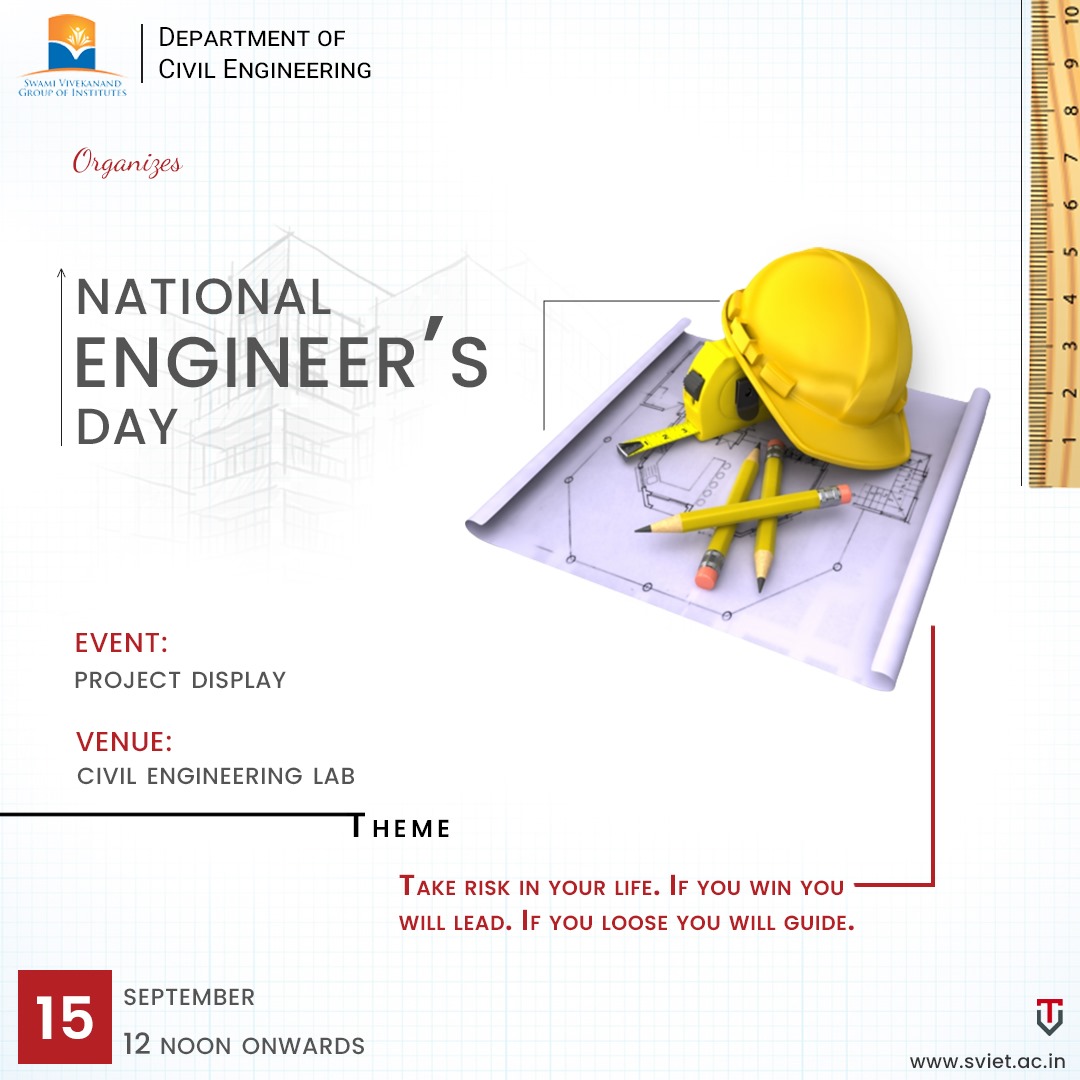 SWAMI VIVEKANAND
GROUP OF INSTITUTES
DEPARTMENT OF
CIVIL ENGINEERING
Organizes
NATIONAL
ENGINEER'S
DAY
EVENT:
PROJECT DISPLAY
VENUE:
CIVIL ENGINEERING LAB
THEME
TAKE RISK IN YOUR LIFE. IF YOU WIN YOU
WILL LEAD. IF YOU LOOSE YOU WILL GUIDE.
15 SEPTEMBER
12 NOON ONWARDS
www.sviet.ac.in
10
9
8
7
6
5
4
3
2
1
1 2 3